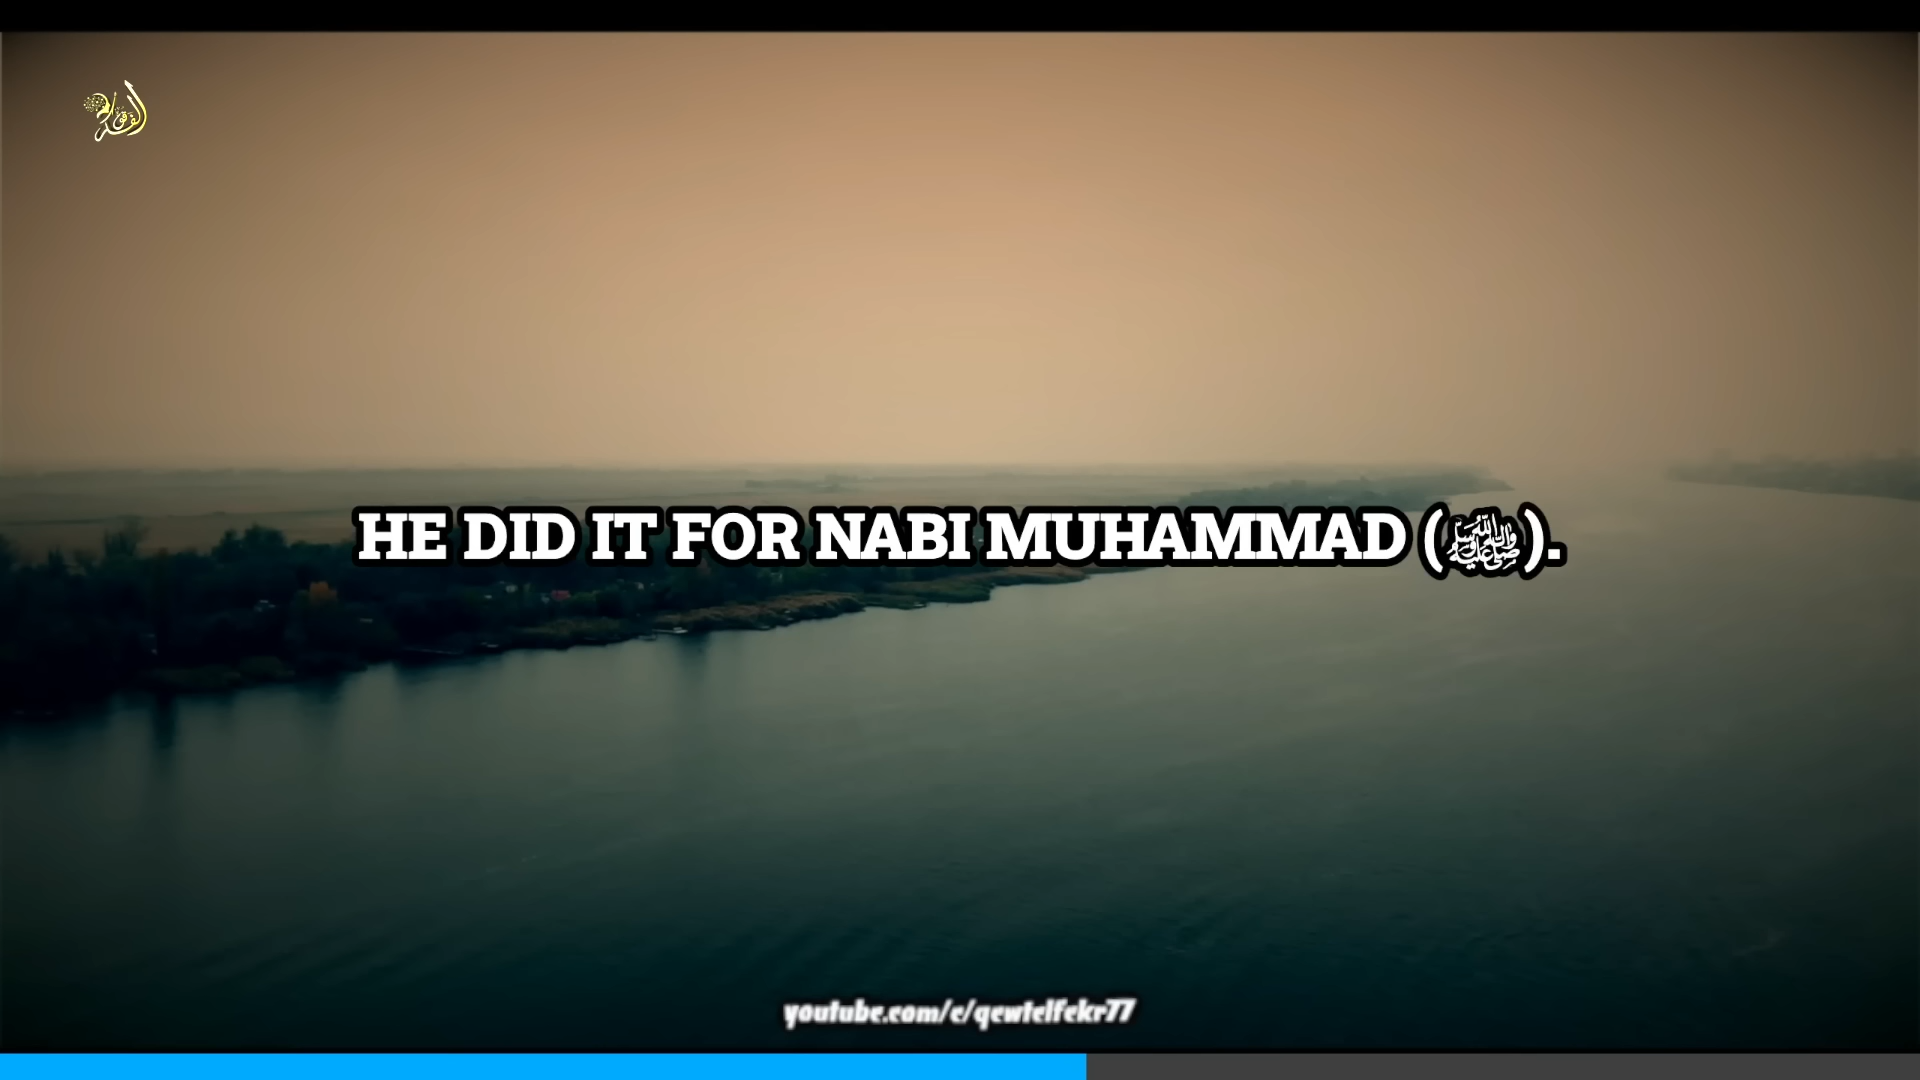 HE DID IT FOR NABI MUHAMMAD (ﷺ).
youtube.com/c/qewtelfekr77